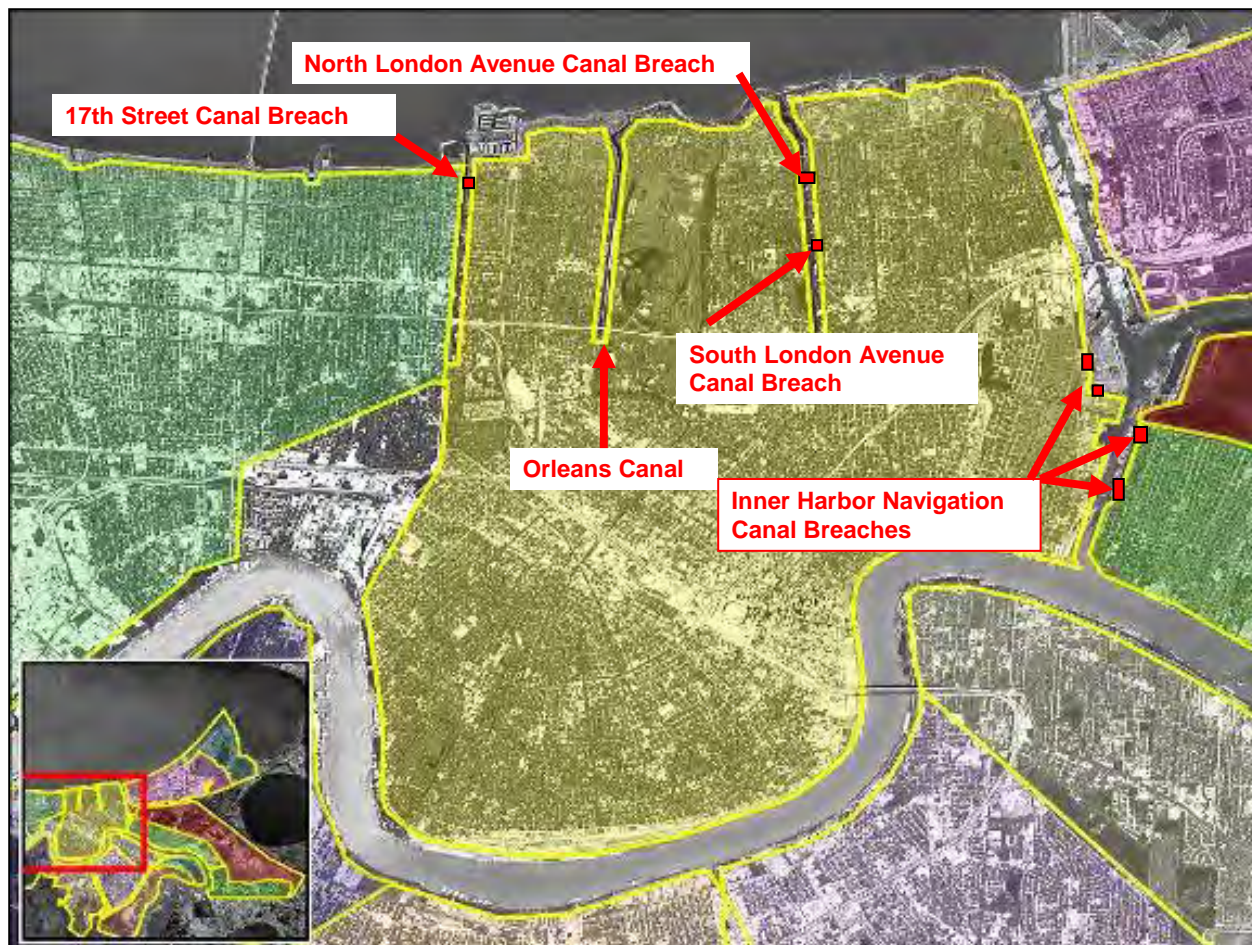 North London Avenue Canal Breach
17th Street Canal Breach
South London Avenue
Canal Breach
Orleans Canal
Inner Harbor Navigation
Canal Breaches